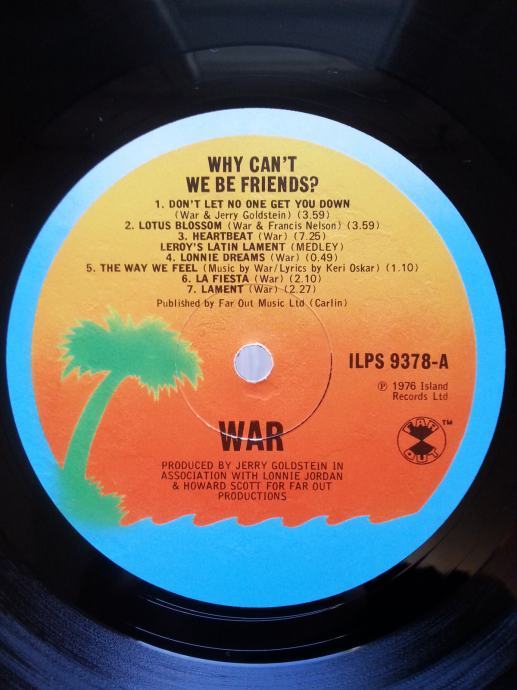 WHY CAN'T
WE BE FRIENDS?
1. DON'T LET NO ONE GET YOU DOWN
(War & Jerry Goldstein) (3.59)
2. LOTUS BLOSSOM (War & Francis Nelson) (3.59)
3. HEARTBEAT (War) (7.25)
LEROY'S LATIN LAMENT (MEDLEY)
4. LONNIE DREAMS (War) (0.49)
5. THE WAY WE FEEL (Music by War/Lyrics by Keri Oskar) (1.10)
6. LA FIESTA (War) (2.10)
7. LAMENT (War) (2.27)
Published by Far Out Music Ltd (Carlin)
ILPS 9378-A
℗ 1976 Island
Records Ltd
WAR
FAR
OUT
TM
PRODUCED BY JERRY GOLDSTEIN IN
ASSOCIATION WITH LONNIE JORDAN
& HOWARD SCOTT FOR FAR OUT
PRODUCTIONS